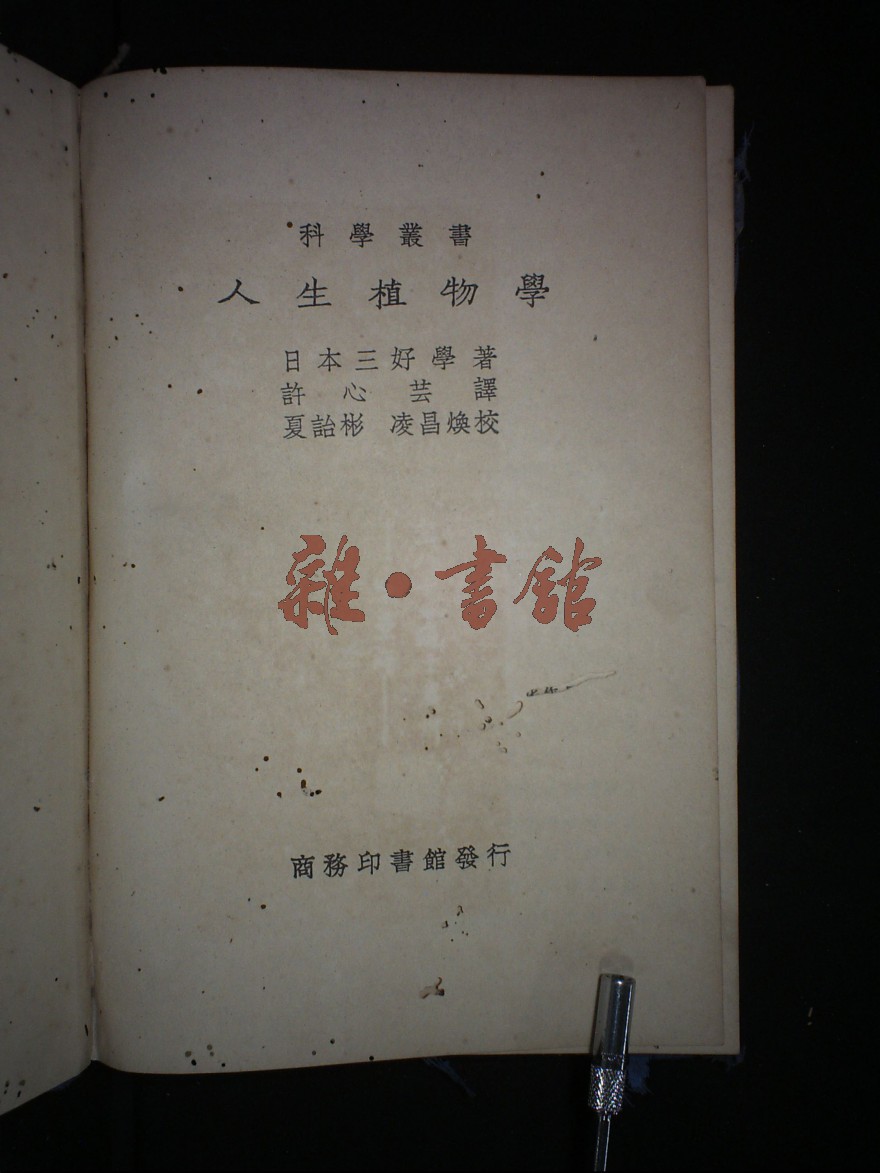 科學叢書
人生植物學
日本三好學著
許心芸譯
夏詒彬 凌昌煥校
雜·書館
商務印書館發行